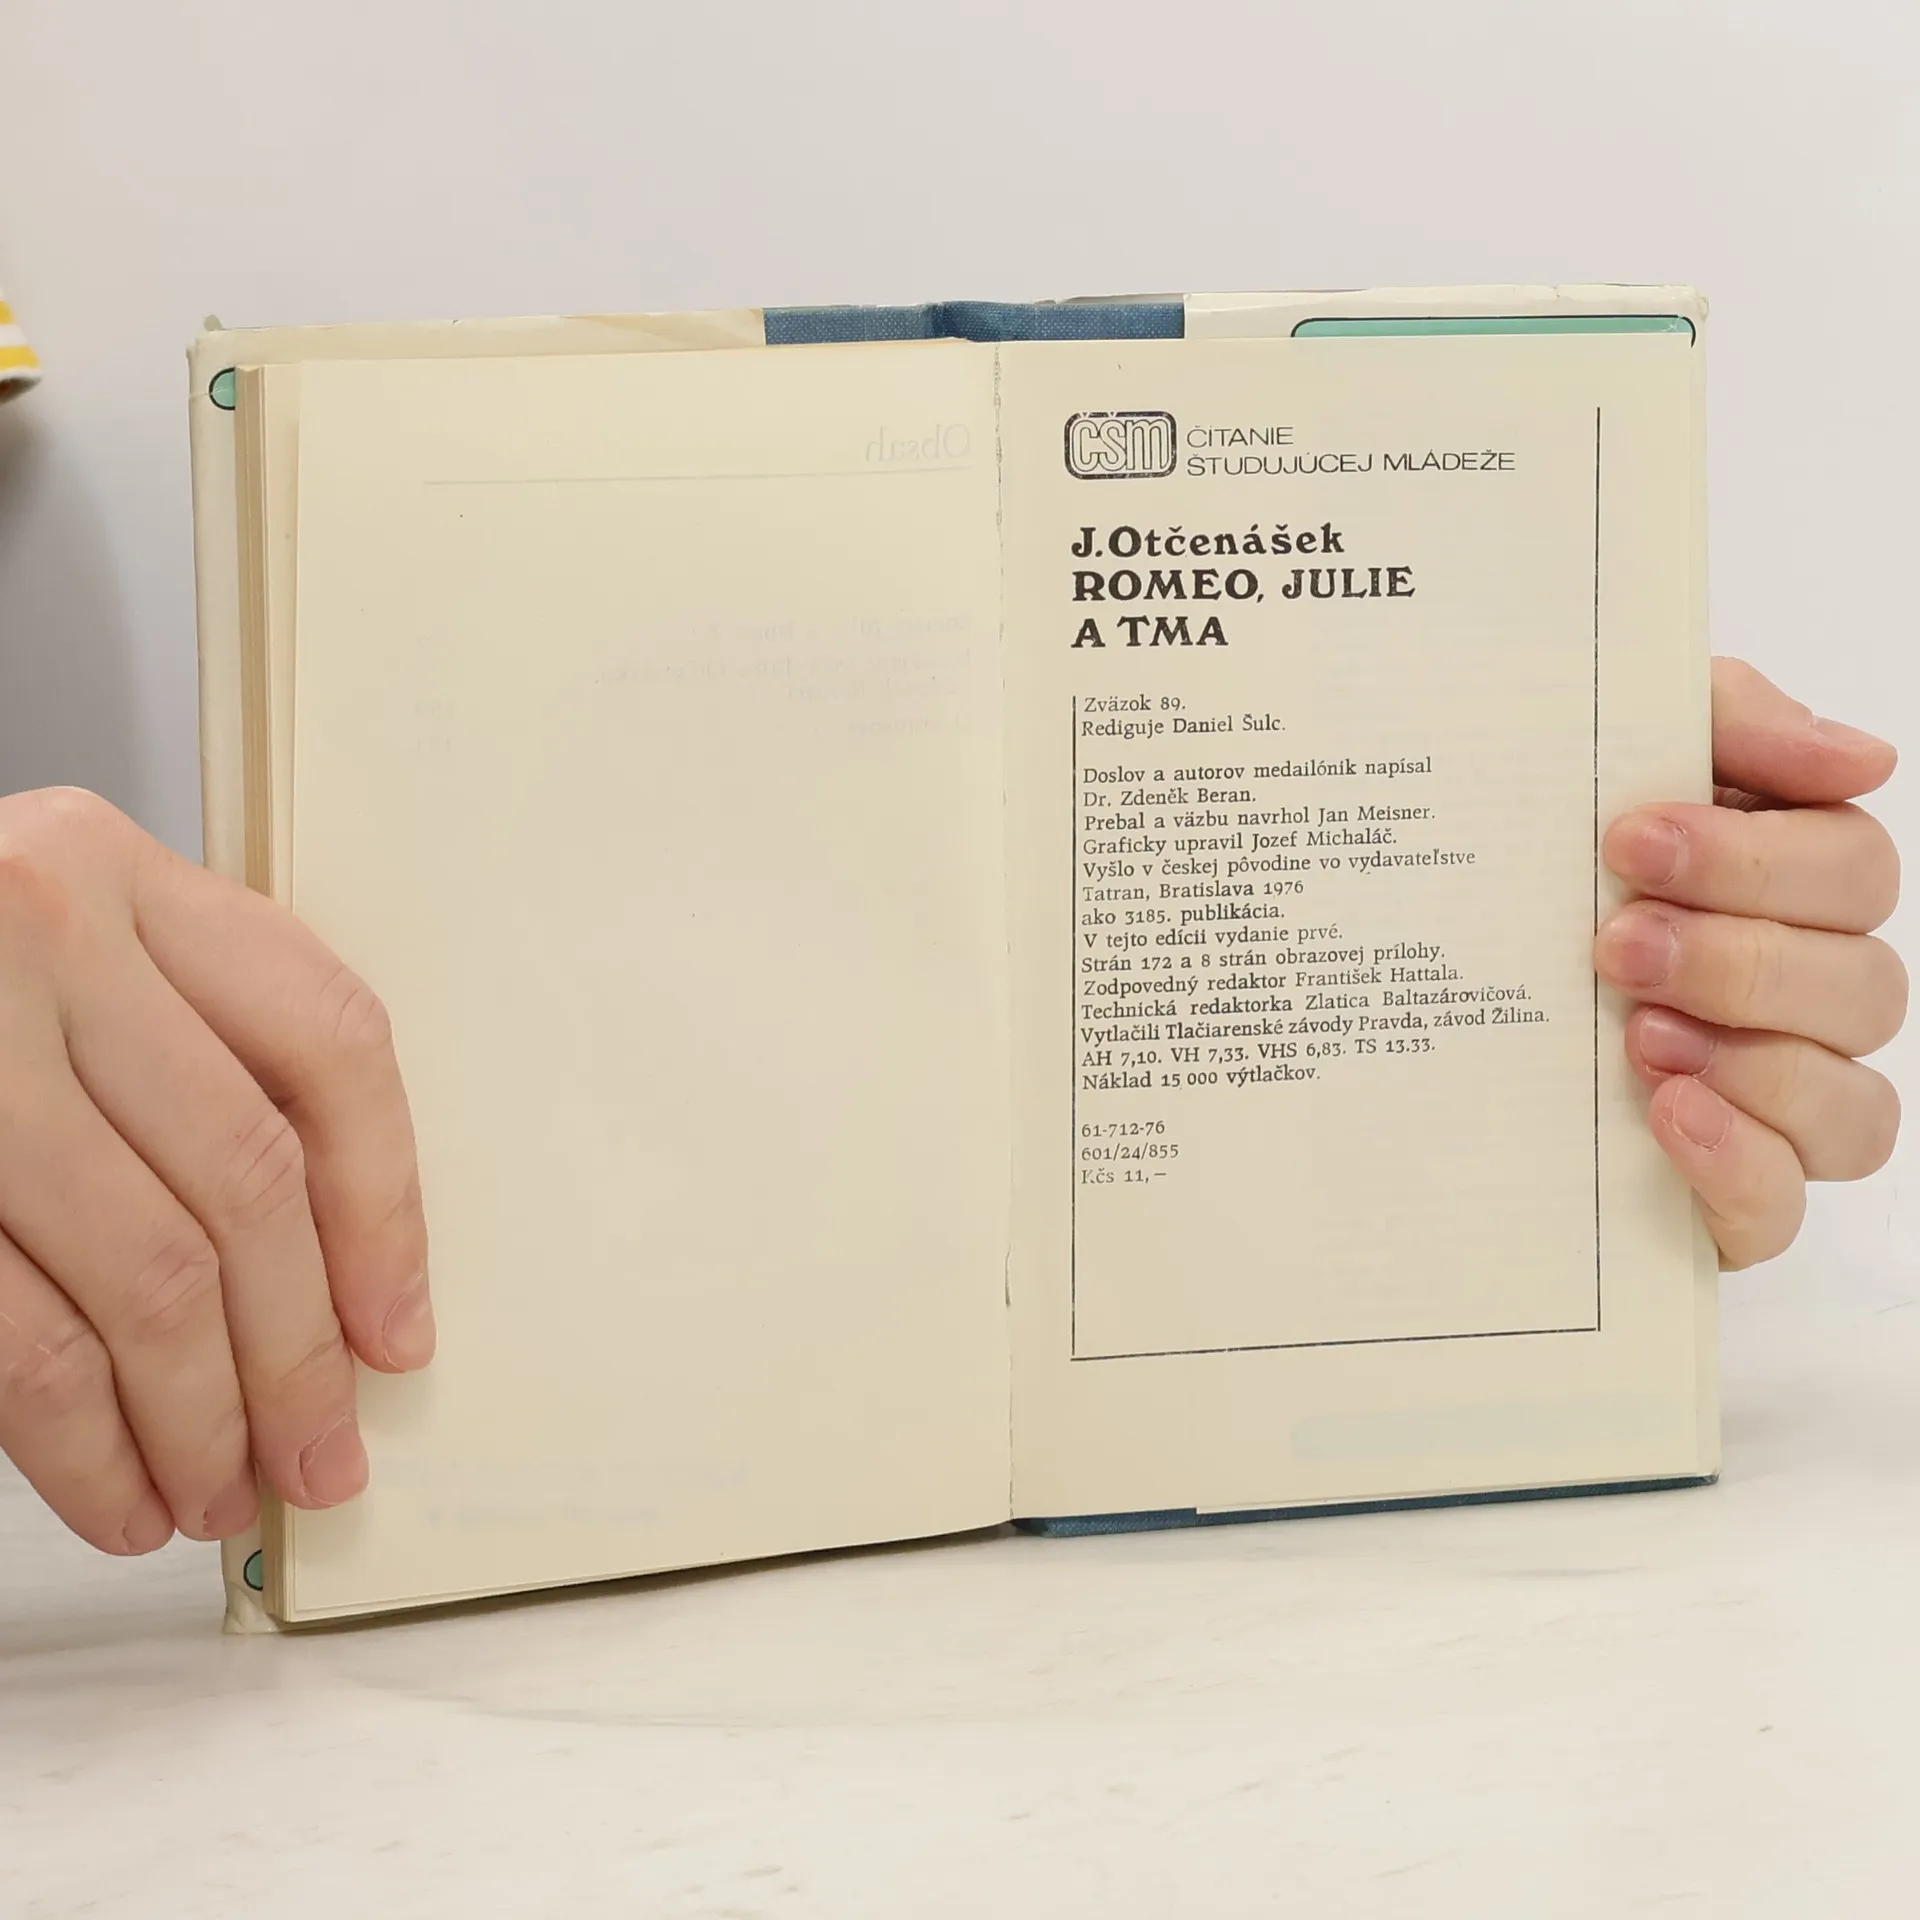 Obsah
ČSM
ČÍTANIE
ŠTUDUJÚCEJ MLÁDEŽE
J. Otčenášek
ROMEO, JULIE
A TMA
Zväzok 89.
Rediguje Daniel Šulc.
Doslov a autorov medailónik napísal
Dr. Zdeněk Beran.
Prebal a väzbu navrhol Jan Meisner.
Graficky upravil Jozef Michaláč.
Vyšlo v českej pôvodine vo vydavateľstve
Tatran, Bratislava 1976
ako 3185. publikácia.
V tejto edícii vydanie prvé.
Strán 172 a 8 strán obrazovej prílohy.
Zodpovedný redaktor František Hattala.
Technická redaktorka Zlatica Baltazárovičová.
Vytlačili Tlačiarenské závody Pravda, závod Žilina.
AH 7,10. VH 7,33. VHS 6,83. TS 13.33.
Náklad 15 000 výtlačkov.
61-712-76
601/24/855
Kčs 11,—